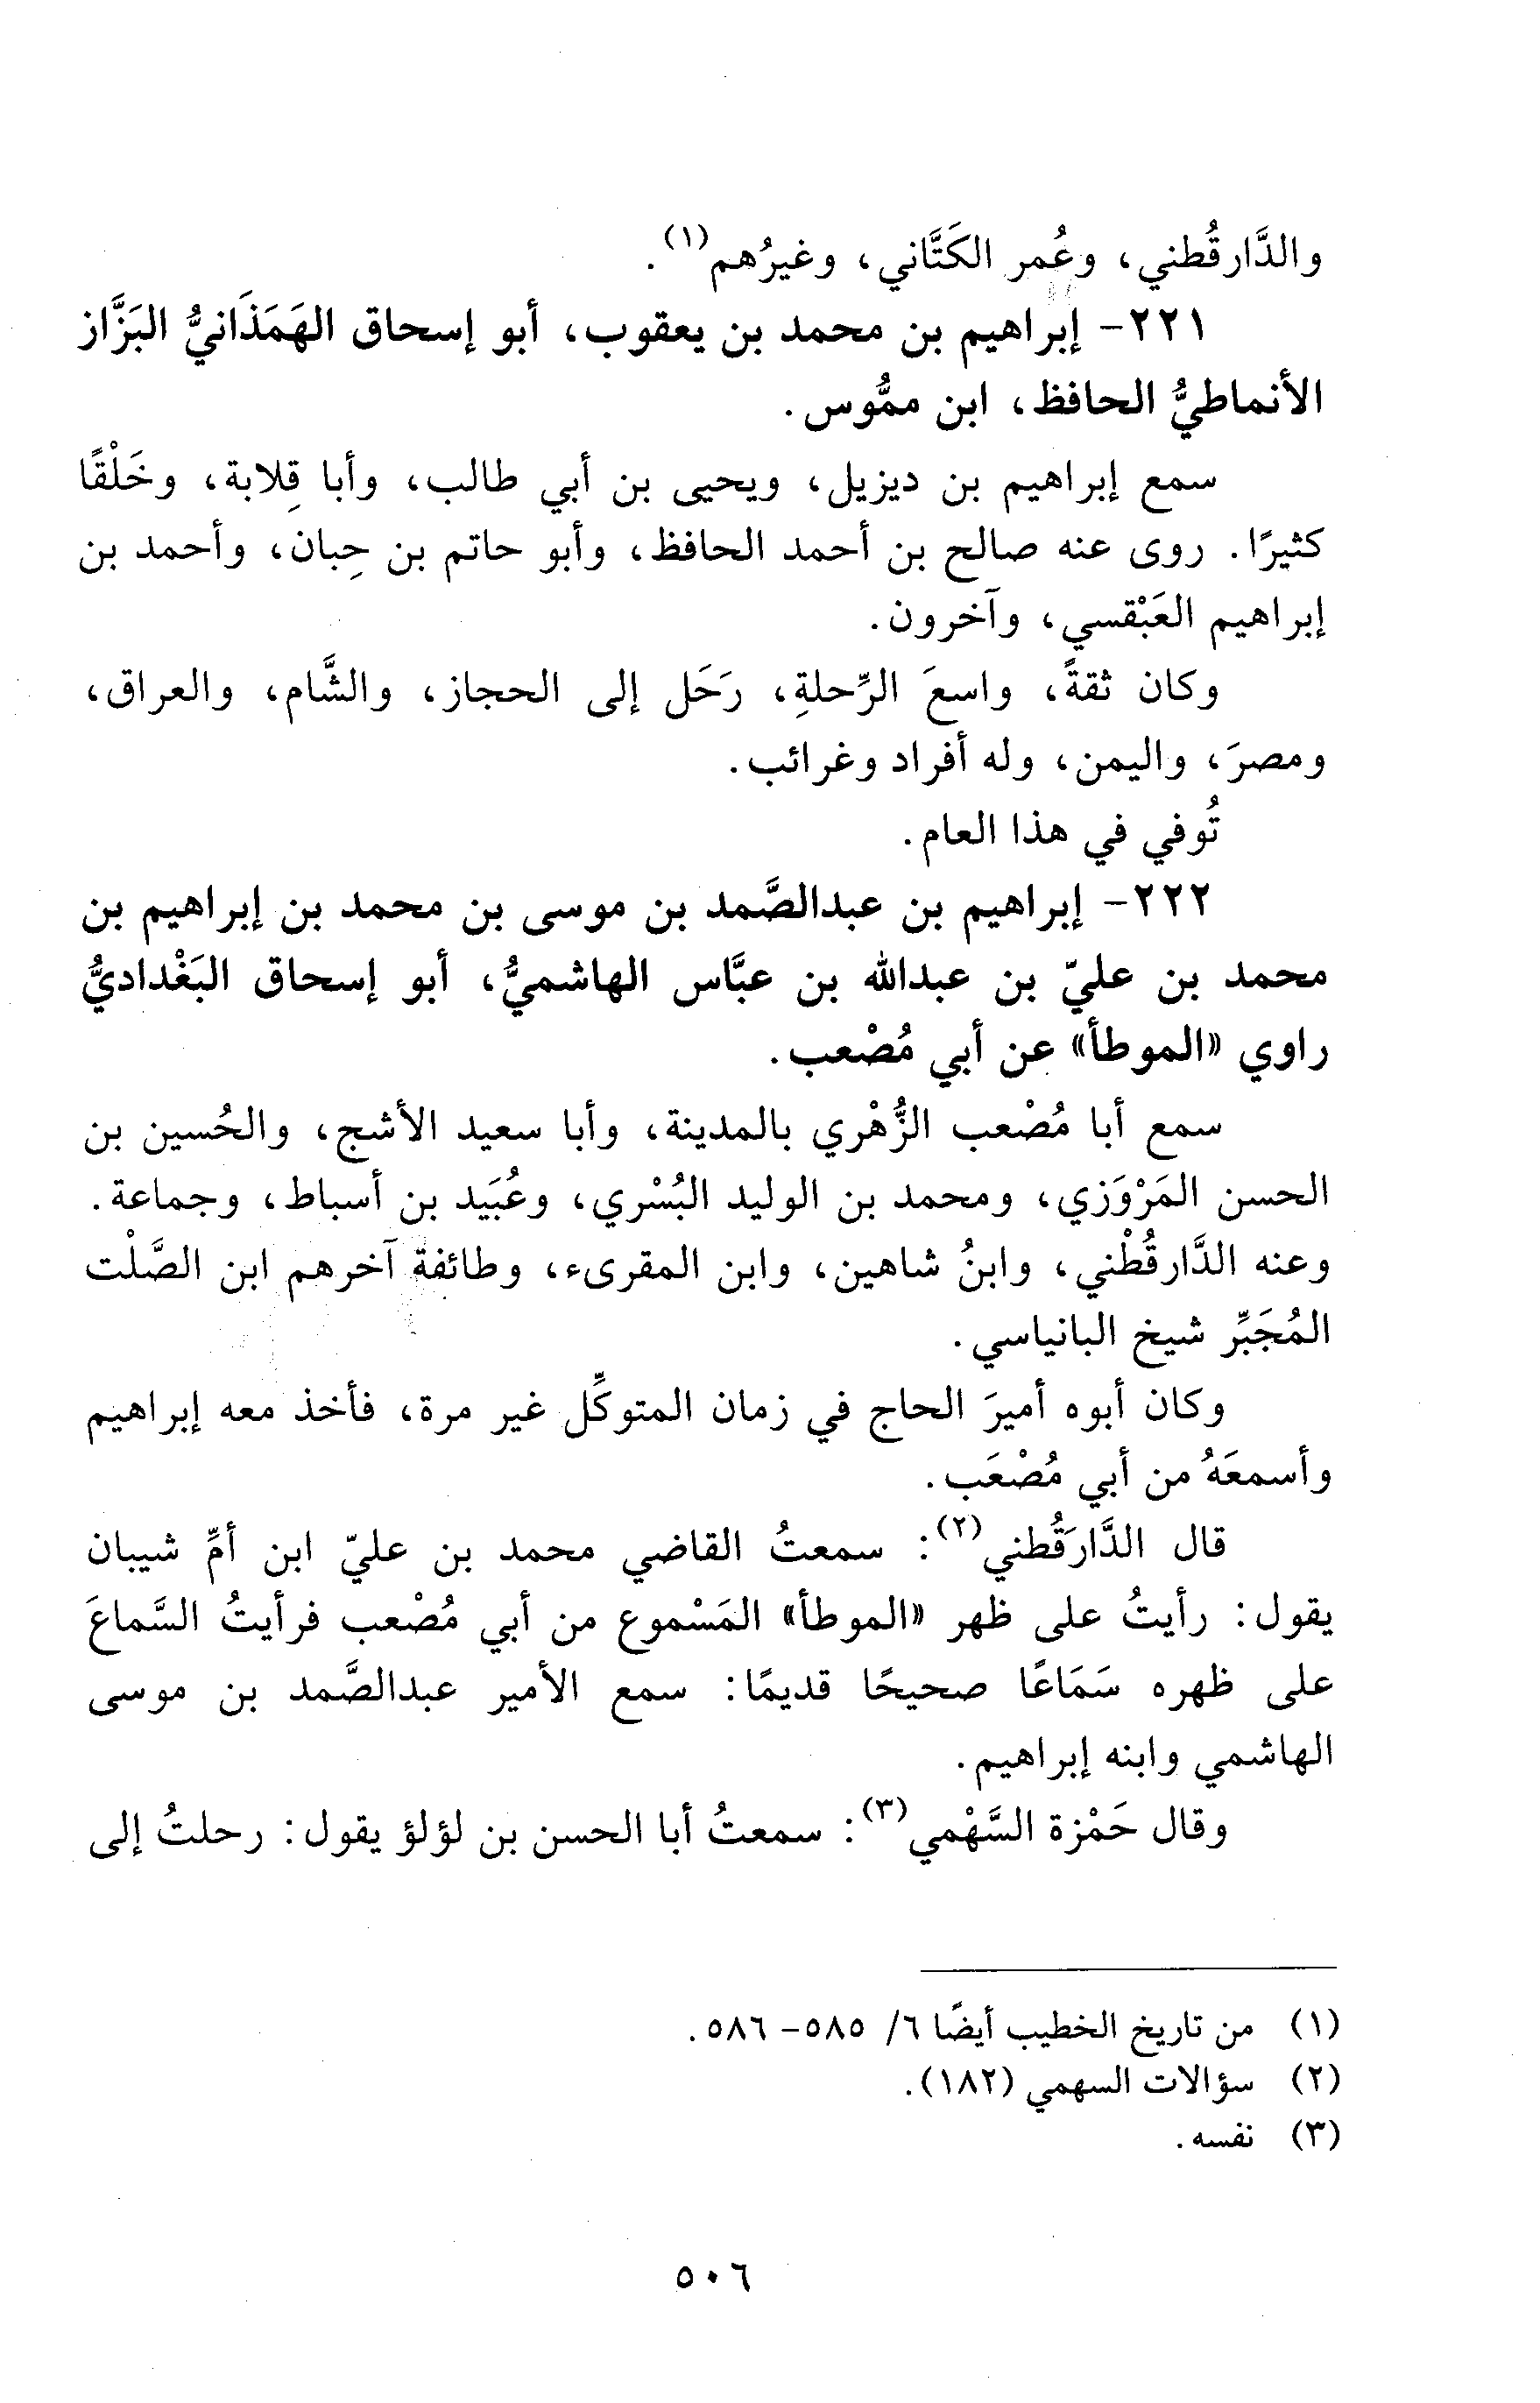 والدَّارقُطني، وعُمر الكَتَّاني، وغيرُهم(١).
٢٢١- إبراهيم بن محمد بن يعقوب، أبو إسحاق الهَمَذَانيُّ البَزَّاز
الأنماطيُّ الحافظ، ابن ممُّوس.
سمع إبراهيم بن ديزيل، ويحيى بن أبي طالب، وأبا قِلابة، وخَلْقًا
كثيرًا. روى عنه صالح بن أحمد الحافظ، وأبو حاتم بن حِبان، وأحمد بن
إبراهيم العَبْقسي، وآخرون.
وكان ثقةً، واسعَ الرِّحلةِ، رَحَل إلى الحجاز، والشَّام، والعراق،
ومصرَ، واليمن، وله أفراد وغرائب.
تُوفي في هذا العام.
٢٢٢- إبراهيم بن عبدالصَّمد بن موسى بن محمد بن إبراهيم بن
محمد بن عليّ بن عبدالله بن عبَّاس الهاشميُّ، أبو إسحاق البَغْداديُّ
راوي «الموطأ» عن أبي مُصْعب.
سمع أبا مُصْعب الزُّهْري بالمدينة، وأبا سعيد الأشج، والحُسين بن
الحسن المَرْوَزي، ومحمد بن الوليد البُسْري، وعُبَيد بن أسباط، وجماعة.
وعنه الدَّارقُطْني، وابنُ شاهين، وابن المقرىء، وطائفة آخرهم ابن الصَّلْت
المُجَبِّر شيخ البانياسي.
وكان أبوه أميرَ الحاج في زمان المتوكِّل غير مرة، فأخذ معه إبراهيم
وأسمعَهُ من أبي مُصْعَب.
قال الدَّارَقُطني(٢): سمعتُ القاضي محمد بن عليّ ابن أمِّ شيبان
يقول: رأيتُ على ظهر «الموطأ» المَسْموع من أبي مُصْعب فرأيتُ السَّماعَ
على ظهره سَمَاعًا صحيحًا قديمًا: سمع الأمير عبدالصَّمد بن موسى
الهاشمي وابنه إبراهيم.
وقال حَمْزة السَّهْمي(٣): سمعتُ أبا الحسن بن لؤلؤ يقول: رحلتُ إلى
(١) من تاريخ الخطيب أيضًا ٦/ ٥٨٥- ٥٨٦.
(٢) سؤالات السهمي (١٨٢).
(٣) نفسه.
٥٠٦